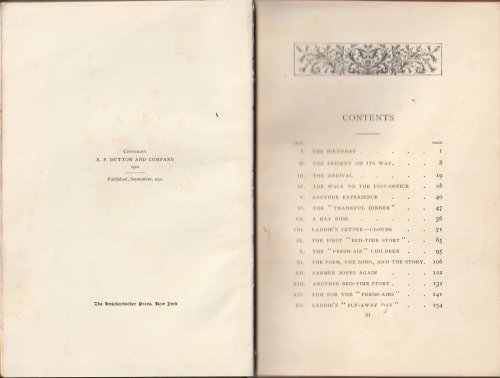 COPYRIGHT
E. P. DUTTON AND COMPANY
Published, September,
The Knickerbocker Press, New York
CONTENTS
PAGE
I. THE BIRTHDAY . . . . . 1
II. THE PRESENT ON ITS WAY. . . . 8
III. THE ARRIVAL . . . . . 19
IV. THE WALK TO THE POST-OFFICE . . 28
V. ANOTHER EXPERIENCE . . . . 40
VI. THE "THANKFUL DINNER" . . . 47
VII. A HAY RIDE . . . . . 56
VIII. LADDIE'S LETTER—CLOUDS . . . 71
IX. THE FIRST "BED-TIME STORY" . . . 85
X. THE "FRESH-AIR" CHILDREN . . 95
XI. THE POEM, THE SONG, AND THE STORY. 106
XII. FARMER JONES AGAIN . . . 122
XIII. ANOTHER BED-TIME STORY . . . 132
XIV. FUN FOR THE "FRESH-AIRS" . . 141
XV. LADDIE'S "FLY-AWAY DAY" . . . 154
iii